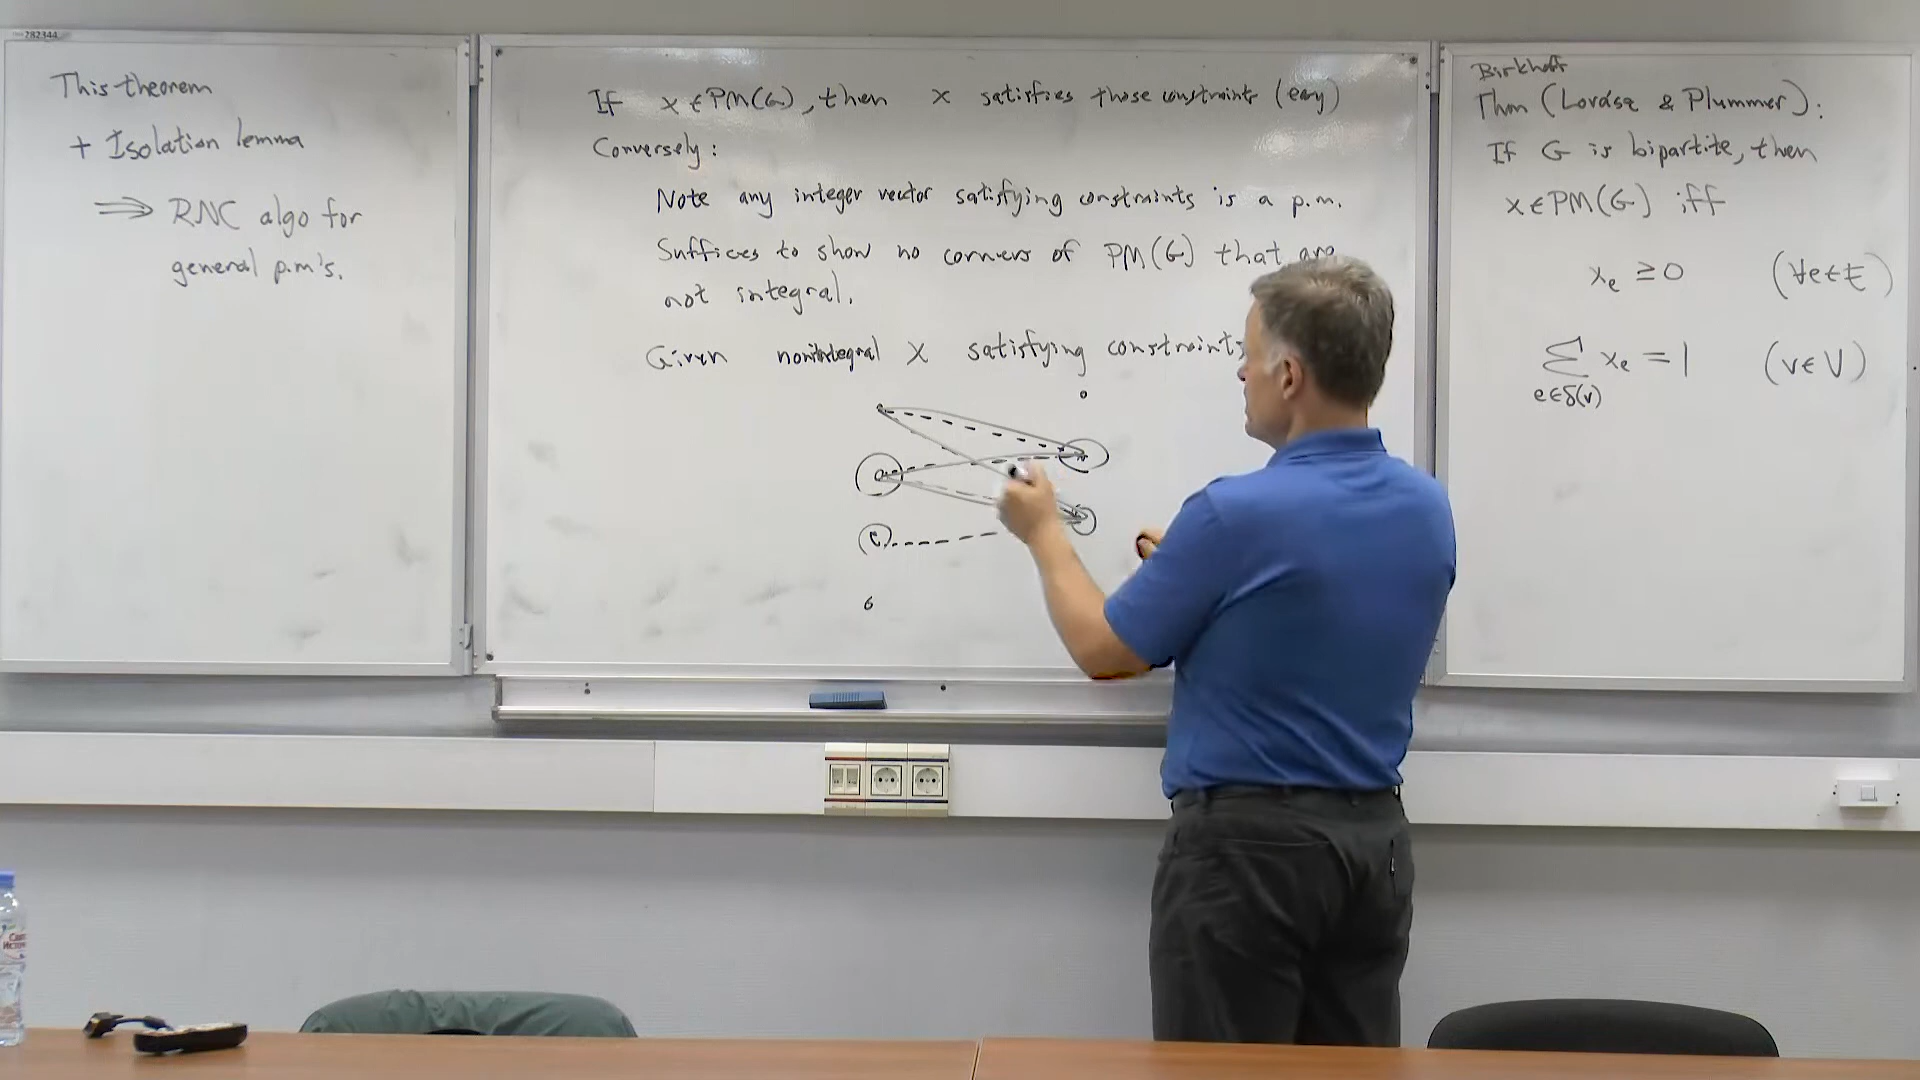 282344
This theorem
+ Isolation lemma
⟹ RNC algo for
general p.m's.
If x ∈ PM(G), then x satisfies those constraints (easy)
Conversely:
Note any integer vector satisfying constraints is a p.m.
Suffices to show no corners of PM(G) that are
not integral.
Given nonintegral x satisfying constraints
Birkhoff
Thm (Lovász & Plummer):
If G is bipartite, then
x ∈ PM(G) iff
x_e ≥ 0 (∀e∈E)
Σ x_e = 1 (v∈V)
e∈δ(v)